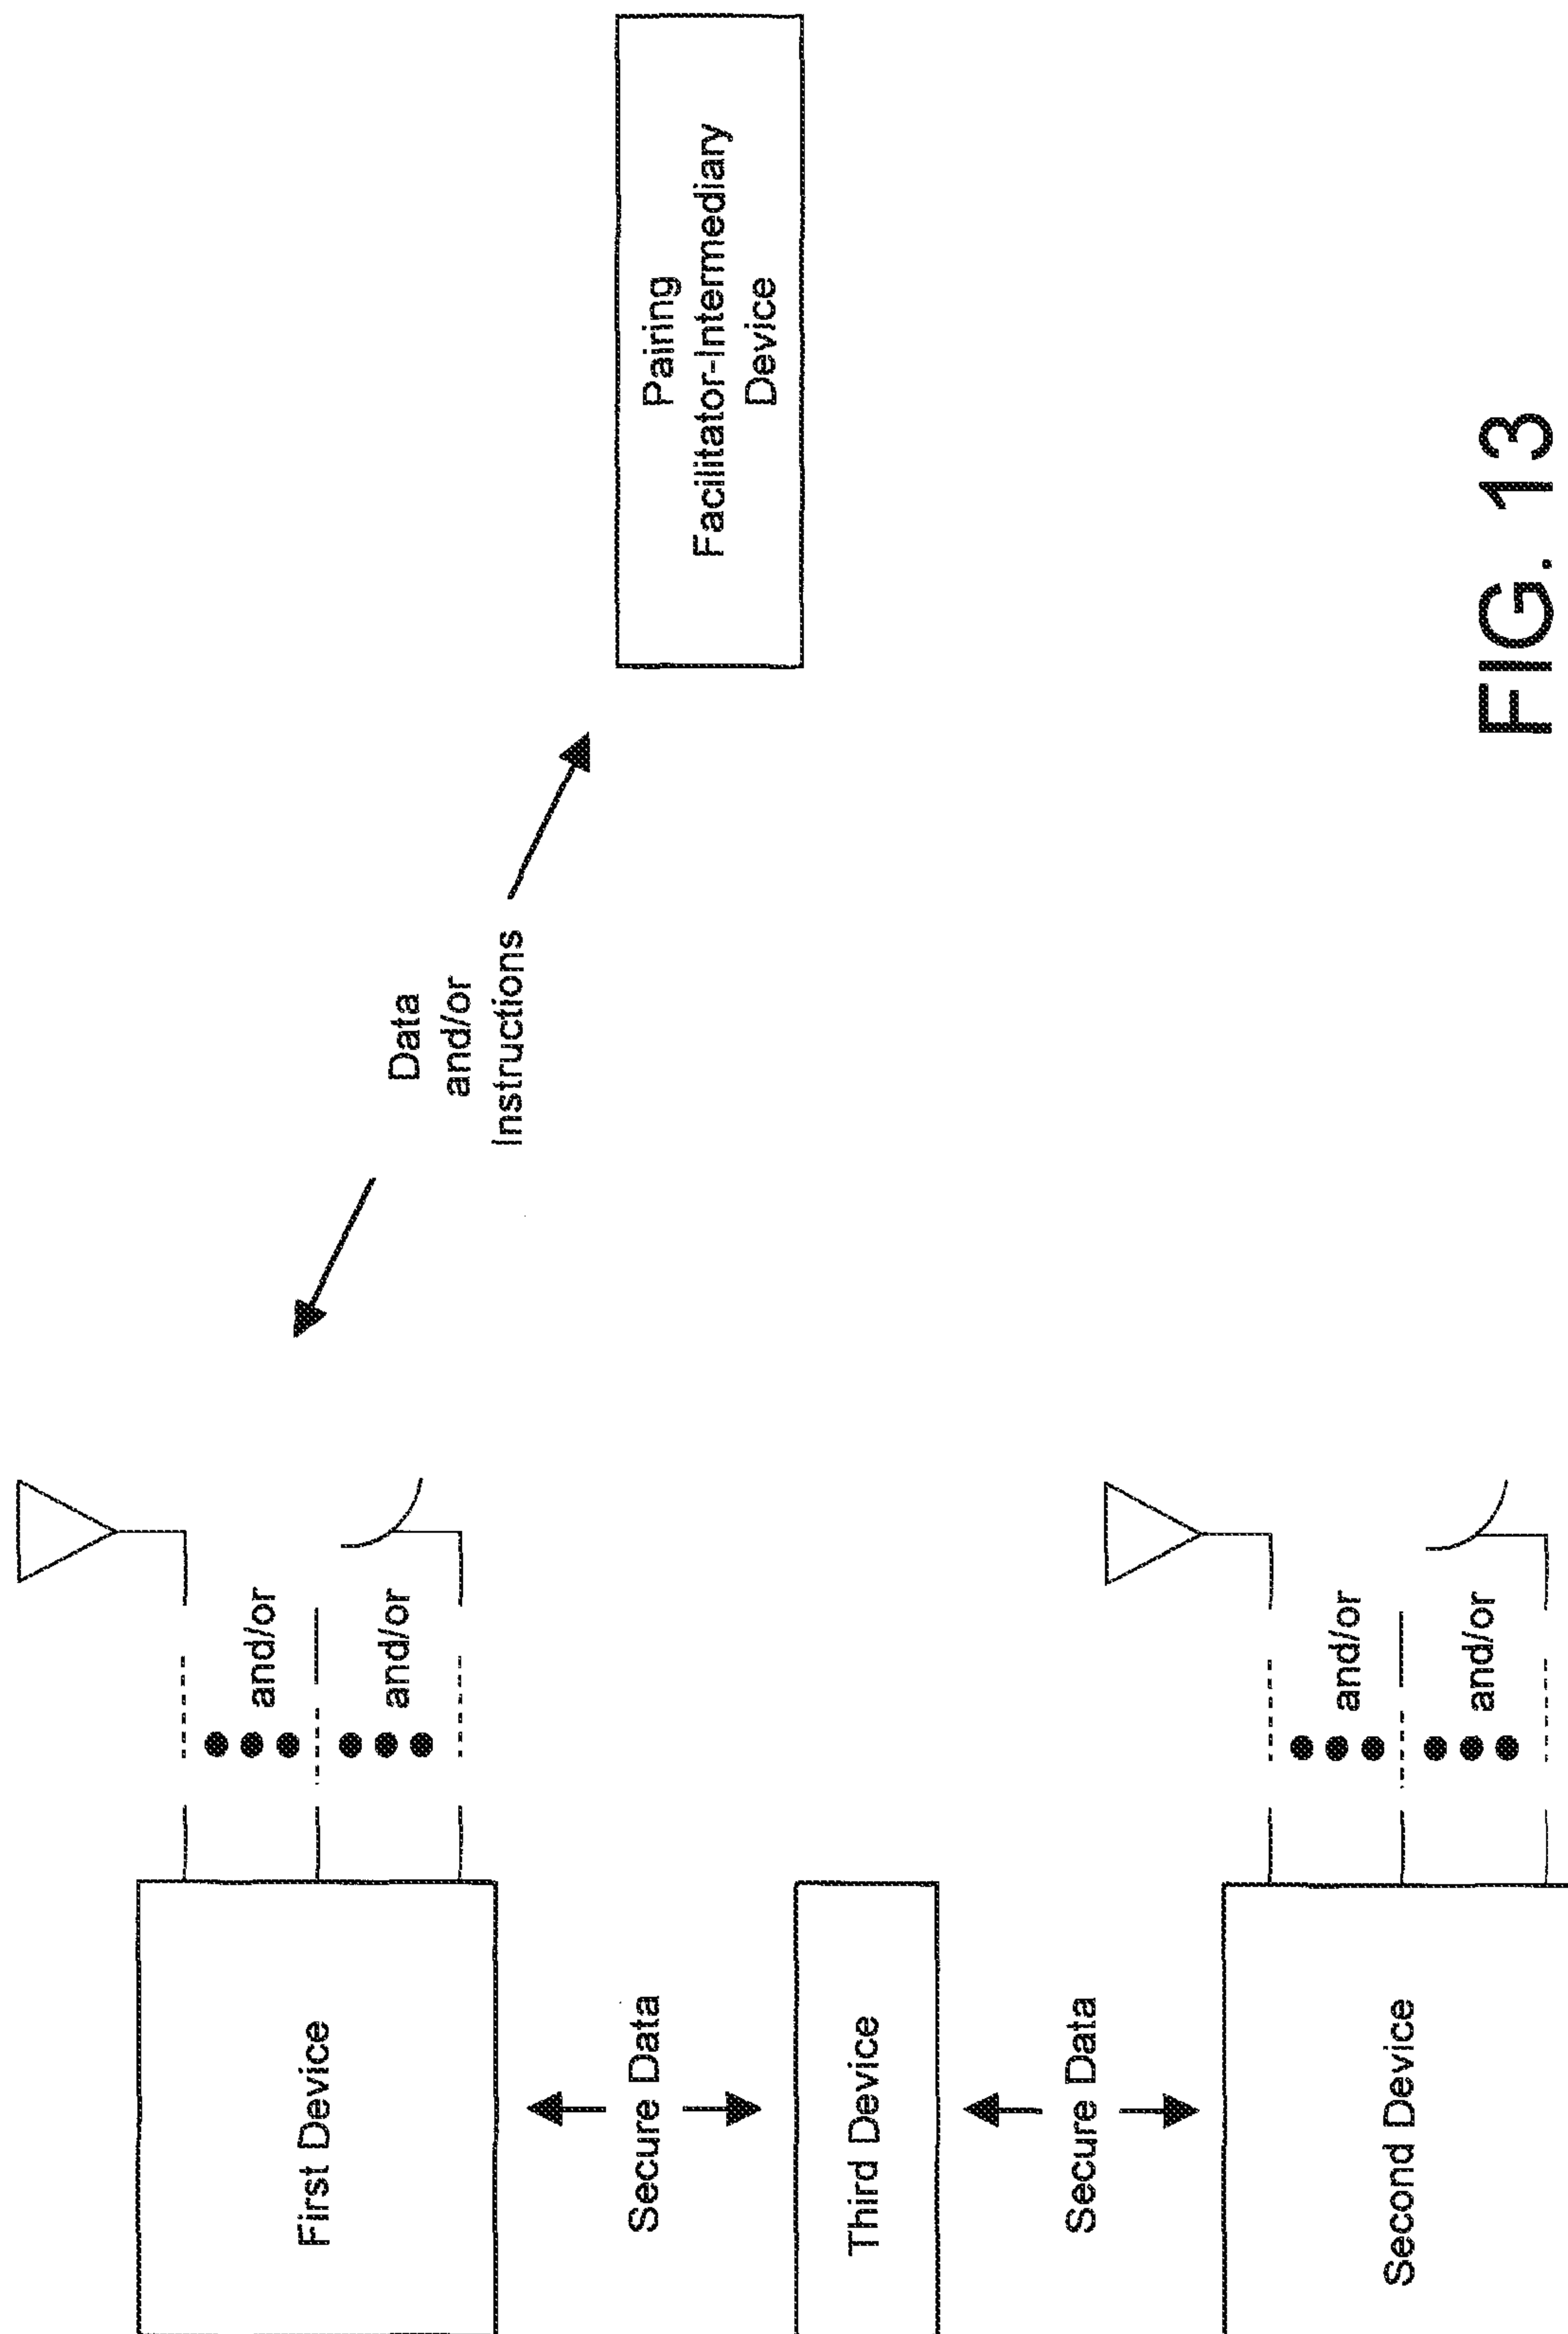 First Device
and/or
and/or
Data
and/or
Instructions
Secure Data
Third Device
Pairing
Facilitator-Intermediary
Device
Secure Data
Second Device
and/or
and/or
FIG. 13